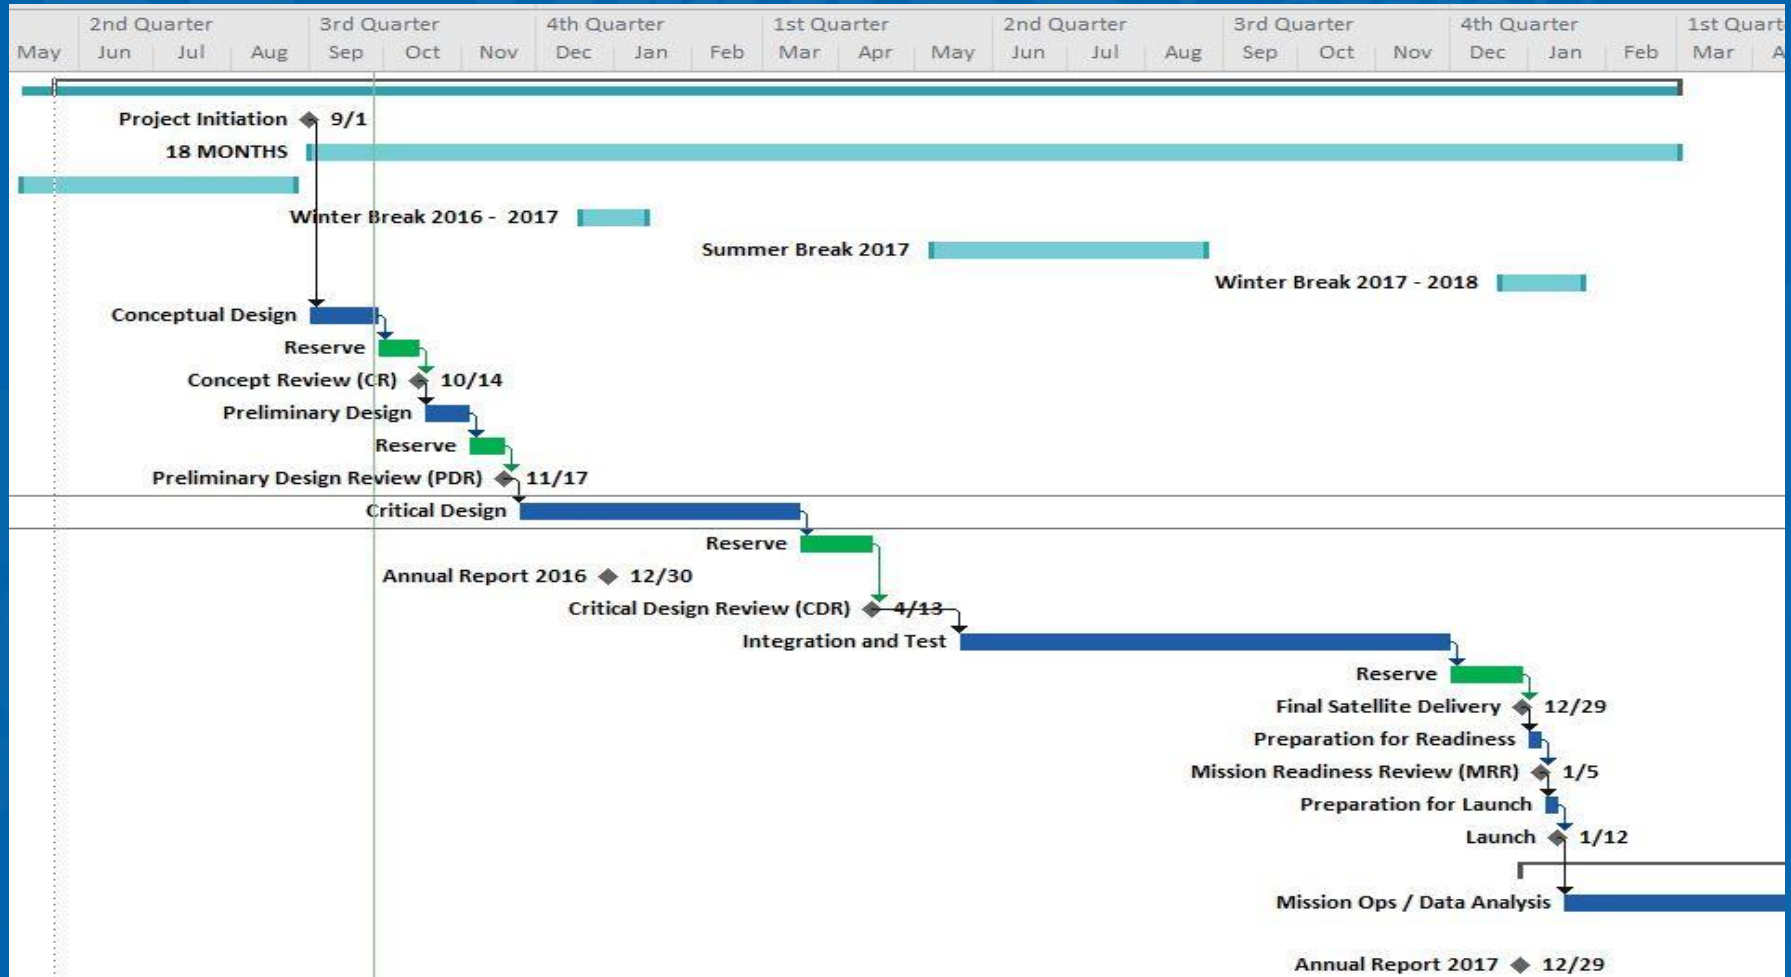 2nd Quarter 3rd Quarter 4th Quarter 1st Quarter 2nd Quarter 3rd Quarter 4th Quarter 1st Quart
May Jun Jul Aug Sep Oct Nov Dec Jan Feb Mar Apr May Jun Jul Aug Sep Oct Nov Dec Jan Feb Mar A
Project Initiation 9/1
18 MONTHS
Winter Break 2016 - 2017
Summer Break 2017
Winter Break 2017 - 2018
Conceptual Design
Reserve
Concept Review (CR) 10/14
Preliminary Design
Reserve
Preliminary Design Review (PDR) 11/17
Critical Design
Reserve
Annual Report 2016 12/30
Critical Design Review (CDR) 4/13
Integration and Test
Reserve
Final Satellite Delivery 12/29
Preparation for Readiness
Mission Readiness Review (MRR) 1/5
Preparation for Launch
Launch 1/12
Mission Ops / Data Analysis
Annual Report 2017 12/29